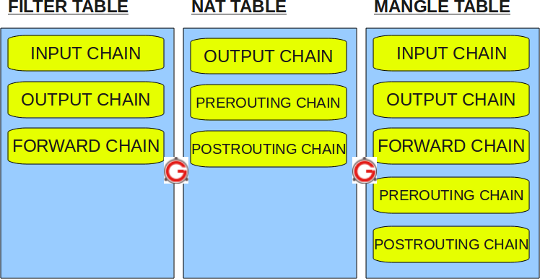 FILTER TABLE
INPUT CHAIN
OUTPUT CHAIN
FORWARD CHAIN
NAT TABLE
OUTPUT CHAIN
PREROUTING CHAIN
POSTROUTING CHAIN
MANGLE TABLE
INPUT CHAIN
OUTPUT CHAIN
FORWARD CHAIN
PREROUTING CHAIN
POSTROUTING CHAIN
G
G